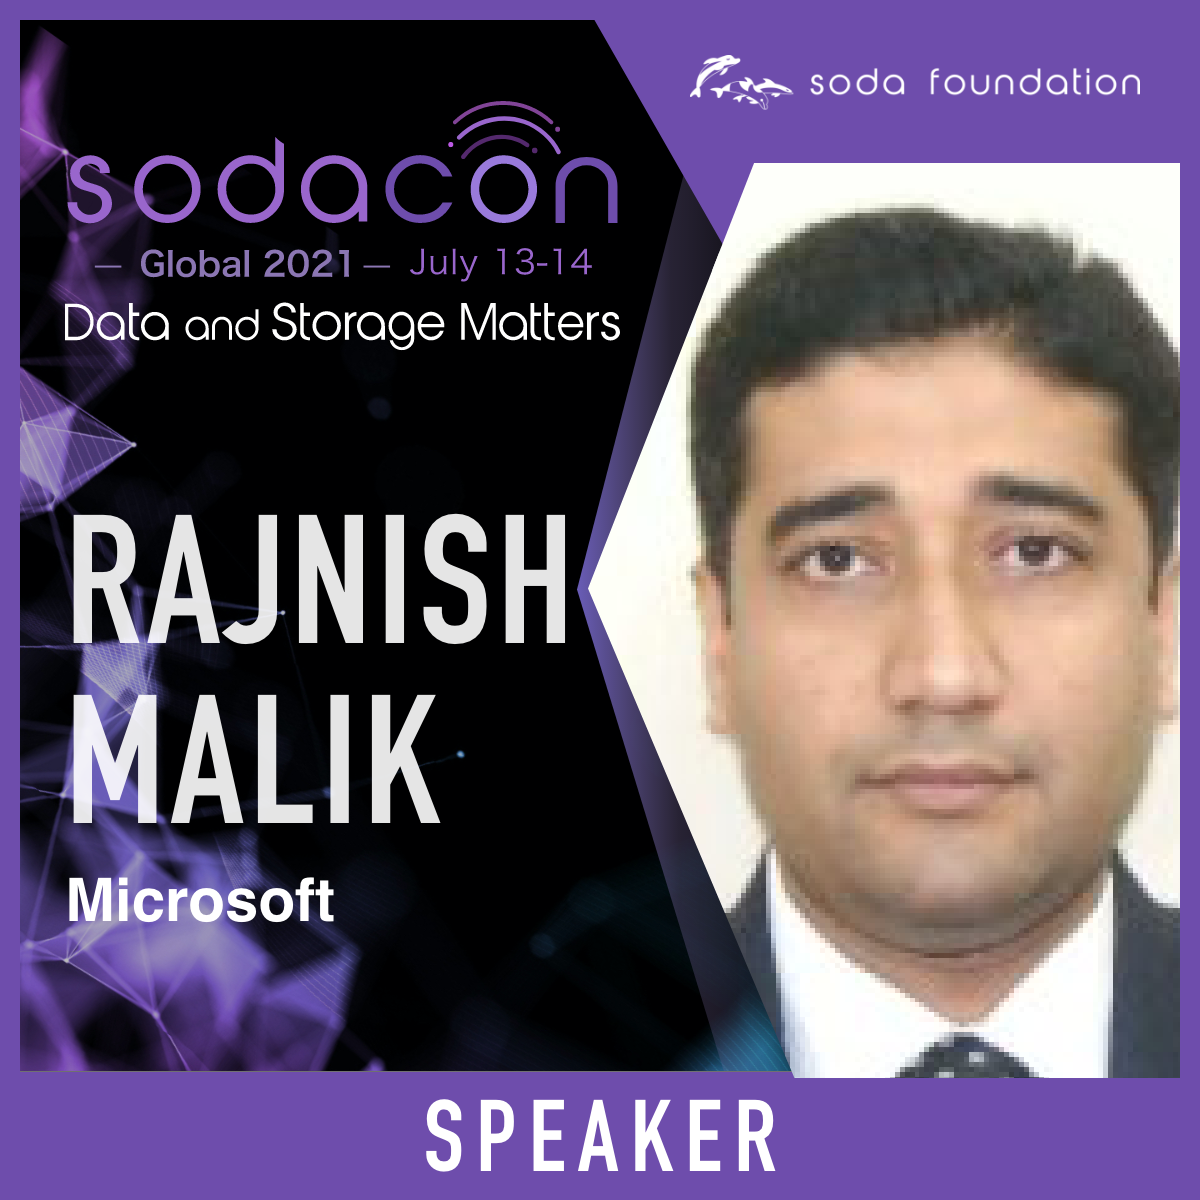 soda foundation
sodacon
— Global 2021 — July 13-14
Data and Storage Matters
RAJNISH
MALIK
Microsoft
SPEAKER